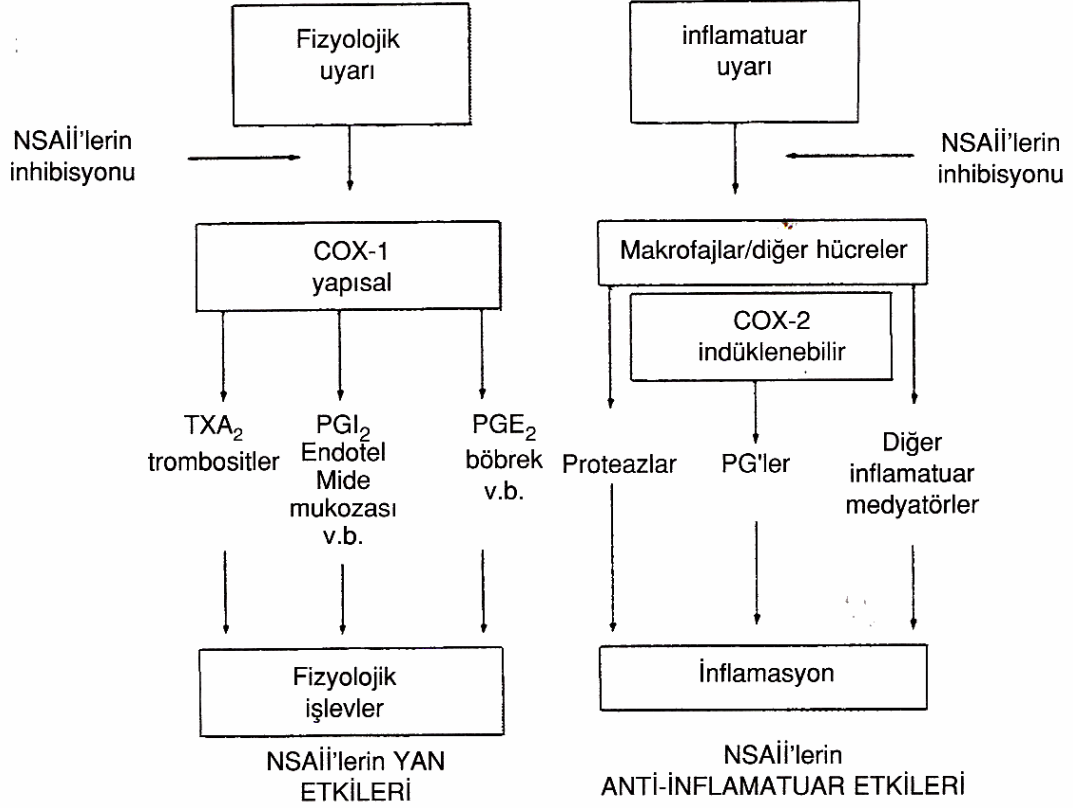 Fizyolojik
uyarı
inflamatuar
uyarı
NSAİİ'lerin
inhibisyonu
NSAİİ'lerin
inhibisyonu
COX-1
yapısal
Makrofajlar/diğer hücreler
COX-2
indüklenebilir
TXA₂
trombositler
PGI₂
Endotel
Mide
mukozası
v.b.
PGE₂
böbrek
v.b.
Proteazlar
PG'ler
Diğer
inflamatuar
medyatörler
Fizyolojik
işlevler
İnflamasyon
NSAİİ'lerin YAN
ETKİLERİ
NSAİİ'lerin
ANTİ-İNFLAMATUAR ETKİLERİ